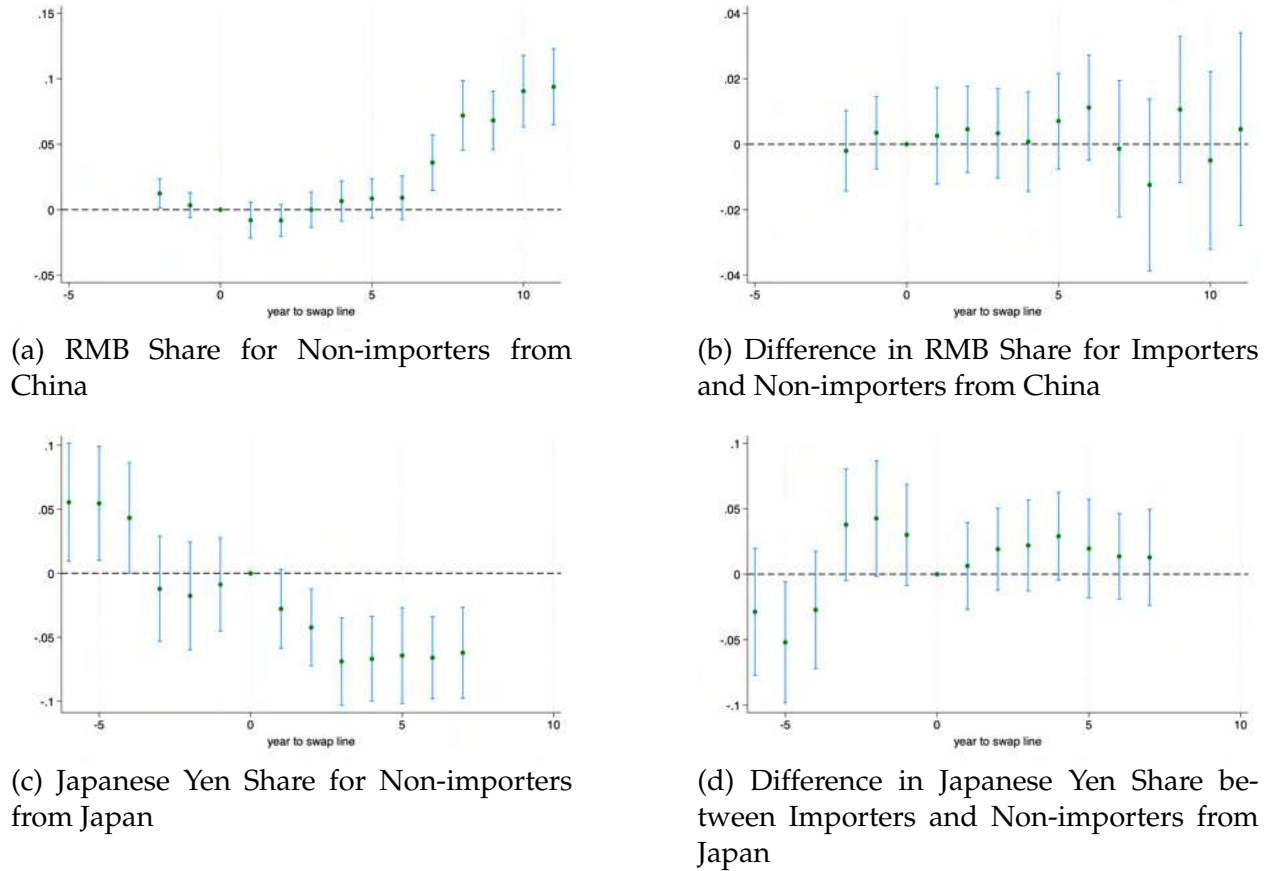 .15
.1
.05
0
-.05
-5
0
5
10
year to swap line
(a) RMB Share for Non-importers from
China
.04
.02
0
-.02
-.04
-5
0
5
10
year to swap line
(b) Difference in RMB Share for Importers
and Non-importers from China
.1
.05
0
-.05
-.1
-5
0
5
10
year to swap line
(c) Japanese Yen Share for Non-importers
from Japan
.1
.05
0
-.05
-.1
-5
0
5
10
year to swap line
(d) Difference in Japanese Yen Share be-
tween Importers and Non-importers from
Japan